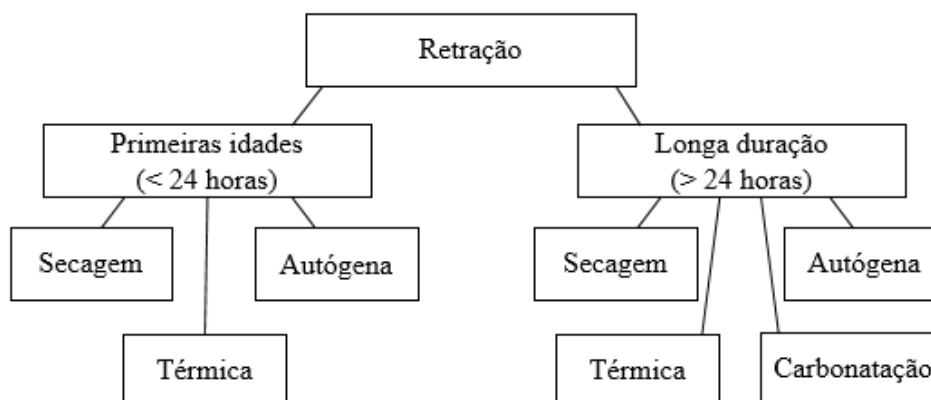 Retração
Primeiras idades
(< 24 horas)
Longa duração
(> 24 horas)
Secagem
Autógena
Térmica
Secagem
Autógena
Térmica
Carbonatação